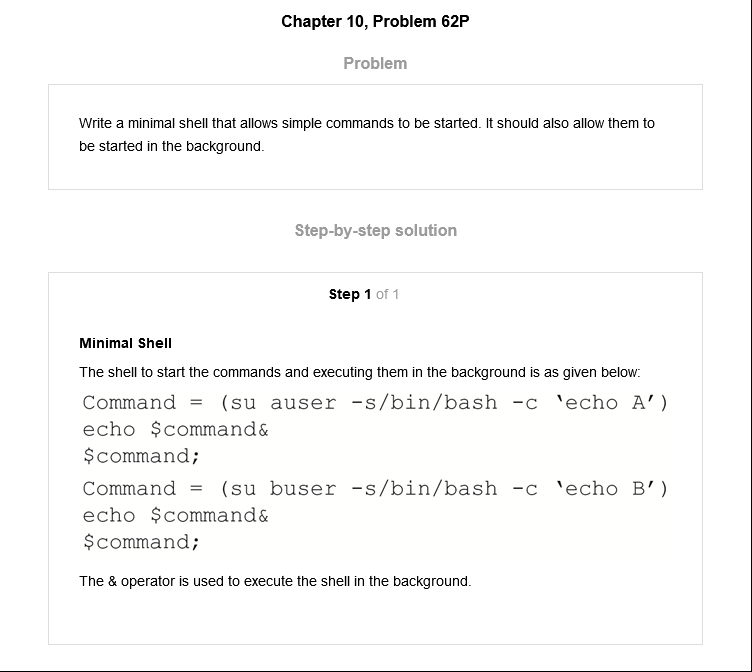 Chapter 10, Problem 62P
Problem
Write a minimal shell that allows simple commands to be started. It should also allow them to
be started in the background.
Step-by-step solution
Step 1 of 1
Minimal Shell
The shell to start the commands and executing them in the background is as given below:
Command = (su auser -s/bin/bash -c ‘echo A’)
echo $command&
$command;
Command = (su buser -s/bin/bash -c ‘echo B’)
echo $command&
$command;
The & operator is used to execute the shell in the background.